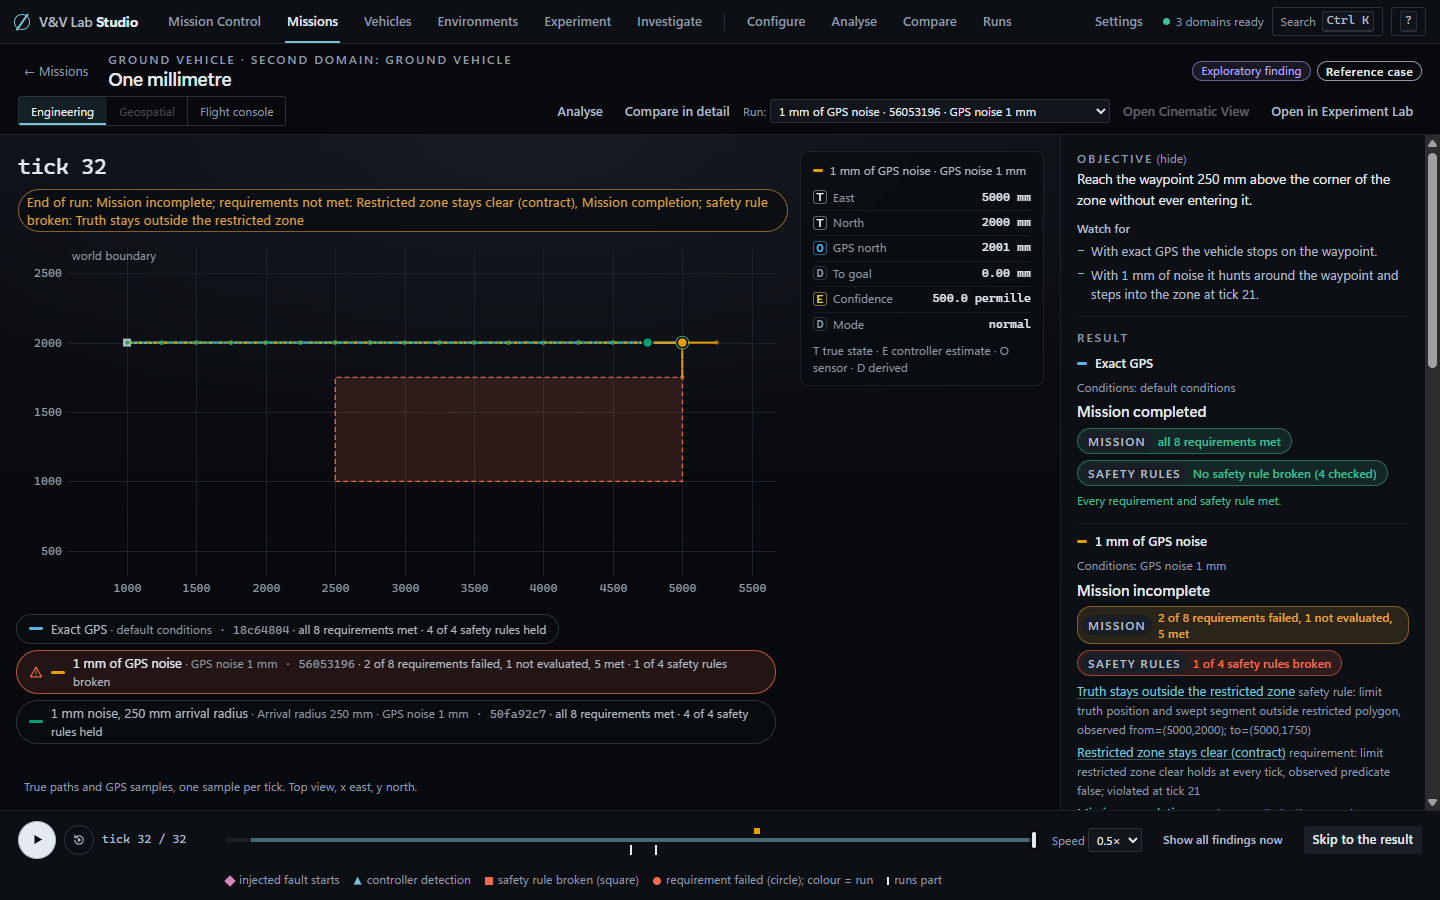 V&V Lab Studio
Mission Control
Missions
Vehicles
Environments
Experiment
Investigate
Configure
Analyse
Compare
Runs
Settings
3 domains ready
Search Ctrl K
?
← Missions
GROUND VEHICLE · SECOND DOMAIN: GROUND VEHICLE
One millimetre
Exploratory finding
Reference case
Engineering
Geospatial
Flight console
Analyse
Compare in detail
Run: 1 mm of GPS noise · 56053196 · GPS noise 1 mm
Open Cinematic View
Open in Experiment Lab
tick 32
End of run: Mission incomplete; requirements not met: Restricted zone stays clear (contract), Mission completion; safety rule
broken: Truth stays outside the restricted zone
world boundary
2500
2000
1500
1000
500
1000 1500 2000 2500 3000 3500 4000 4500 5000 5500
1 mm of GPS noise · GPS noise 1 mm
T East 5000 mm
T North 2000 mm
O GPS north 2001 mm
D To goal 0.00 mm
E Confidence 500.0 permille
D Mode normal
T true state · E controller estimate · O
sensor · D derived
Exact GPS · default conditions · 18c64804 · all 8 requirements met · 4 of 4 safety rules held
1 mm of GPS noise · GPS noise 1 mm · 56053196 · 2 of 8 requirements failed, 1 not evaluated, 5 met · 1 of 4 safety rules
broken
1 mm noise, 250 mm arrival radius · Arrival radius 250 mm · GPS noise 1 mm · 50fa92c7 · all 8 requirements met · 4 of 4 safety
rules held
True paths and GPS samples, one sample per tick. Top view, x east, y north.
OBJECTIVE (hide)
Reach the waypoint 250 mm above the corner of the
zone without ever entering it.
Watch for
– With exact GPS the vehicle stops on the waypoint.
– With 1 mm of noise it hunts around the waypoint and
steps into the zone at tick 21.
RESULT
Exact GPS
Conditions: default conditions
Mission completed
MISSION all 8 requirements met
SAFETY RULES No safety rule broken (4 checked)
Every requirement and safety rule met.
1 mm of GPS noise
Conditions: GPS noise 1 mm
Mission incomplete
MISSION 2 of 8 requirements failed, 1 not evaluated,
5 met
SAFETY RULES 1 of 4 safety rules broken
Truth stays outside the restricted zone safety rule: limit
truth position and swept segment outside restricted polygon,
observed from=(5000,2000); to=(5000,1750)
Restricted zone stays clear (contract) requirement: limit
restricted zone clear holds at every tick, observed predicate
false; violated at tick 21
tick 32 / 32
Speed 0.5×
Show all findings now
Skip to the result
injected fault starts
controller detection
safety rule broken (square)
requirement failed (circle); colour = run
runs part